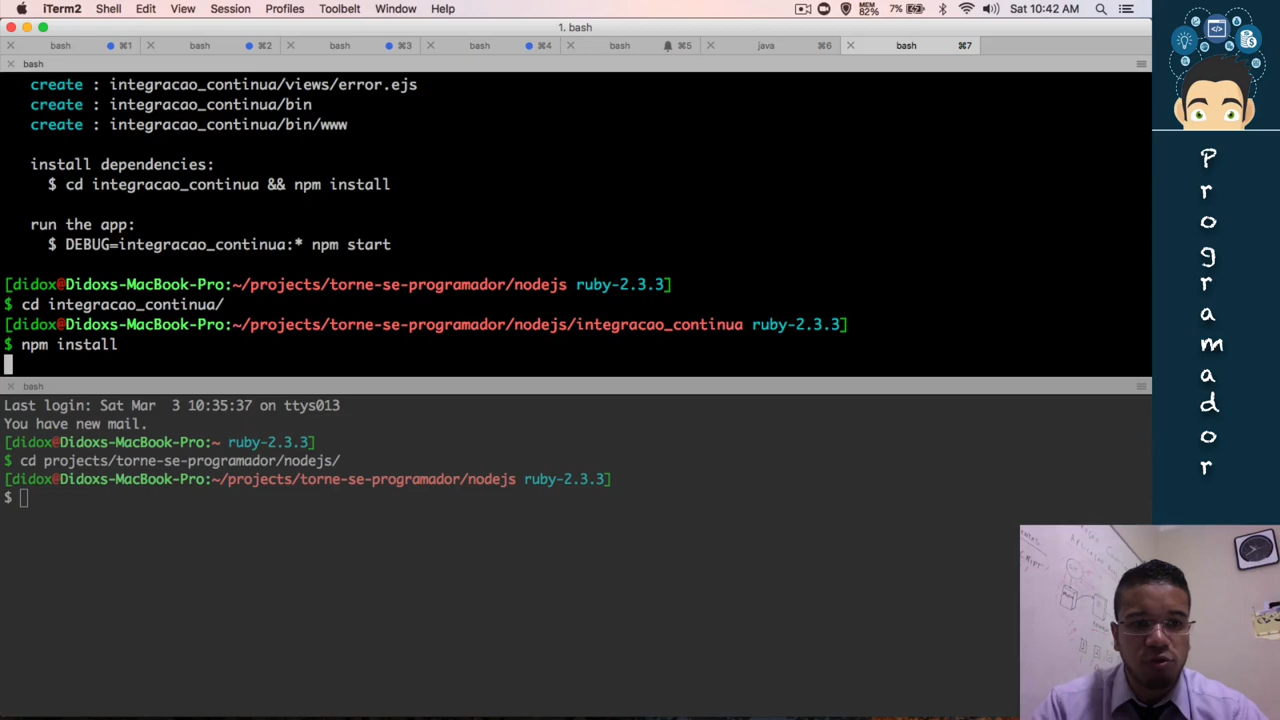 iTerm2 Shell Edit View Session Profiles Toolbelt Window Help MEM 82% 7% Sat 10:42 AM
1. bash
bash ⌘1 bash ⌘2 bash ⌘3 bash ⌘4 bash ⌘5 java ⌘6 bash ⌘7
bash
create : integracao_continua/views/error.ejs
create : integracao_continua/bin
create : integracao_continua/bin/www
install dependencies:
$ cd integracao_continua && npm install
run the app:
$ DEBUG=integracao_continua:* npm start
[didox@Didoxs-MacBook-Pro:~/projects/torne-se-programador/nodejs ruby-2.3.3]
$ cd integracao_continua/
[didox@Didoxs-MacBook-Pro:~/projects/torne-se-programador/nodejs/integracao_continua ruby-2.3.3]
$ npm install
bash
Last login: Sat Mar  3 10:35:37 on ttys013
You have new mail.
[didox@Didoxs-MacBook-Pro:~ ruby-2.3.3]
$ cd projects/torne-se-programador/nodejs/
[didox@Didoxs-MacBook-Pro:~/projects/torne-se-programador/nodejs ruby-2.3.3]
$
Programador